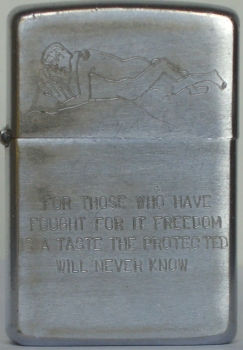 FOR THOSE WHO HAVE
FOUGHT FOR IT FREEDOM
IS A TASTE THE PROTECTED
WILL NEVER KNOW